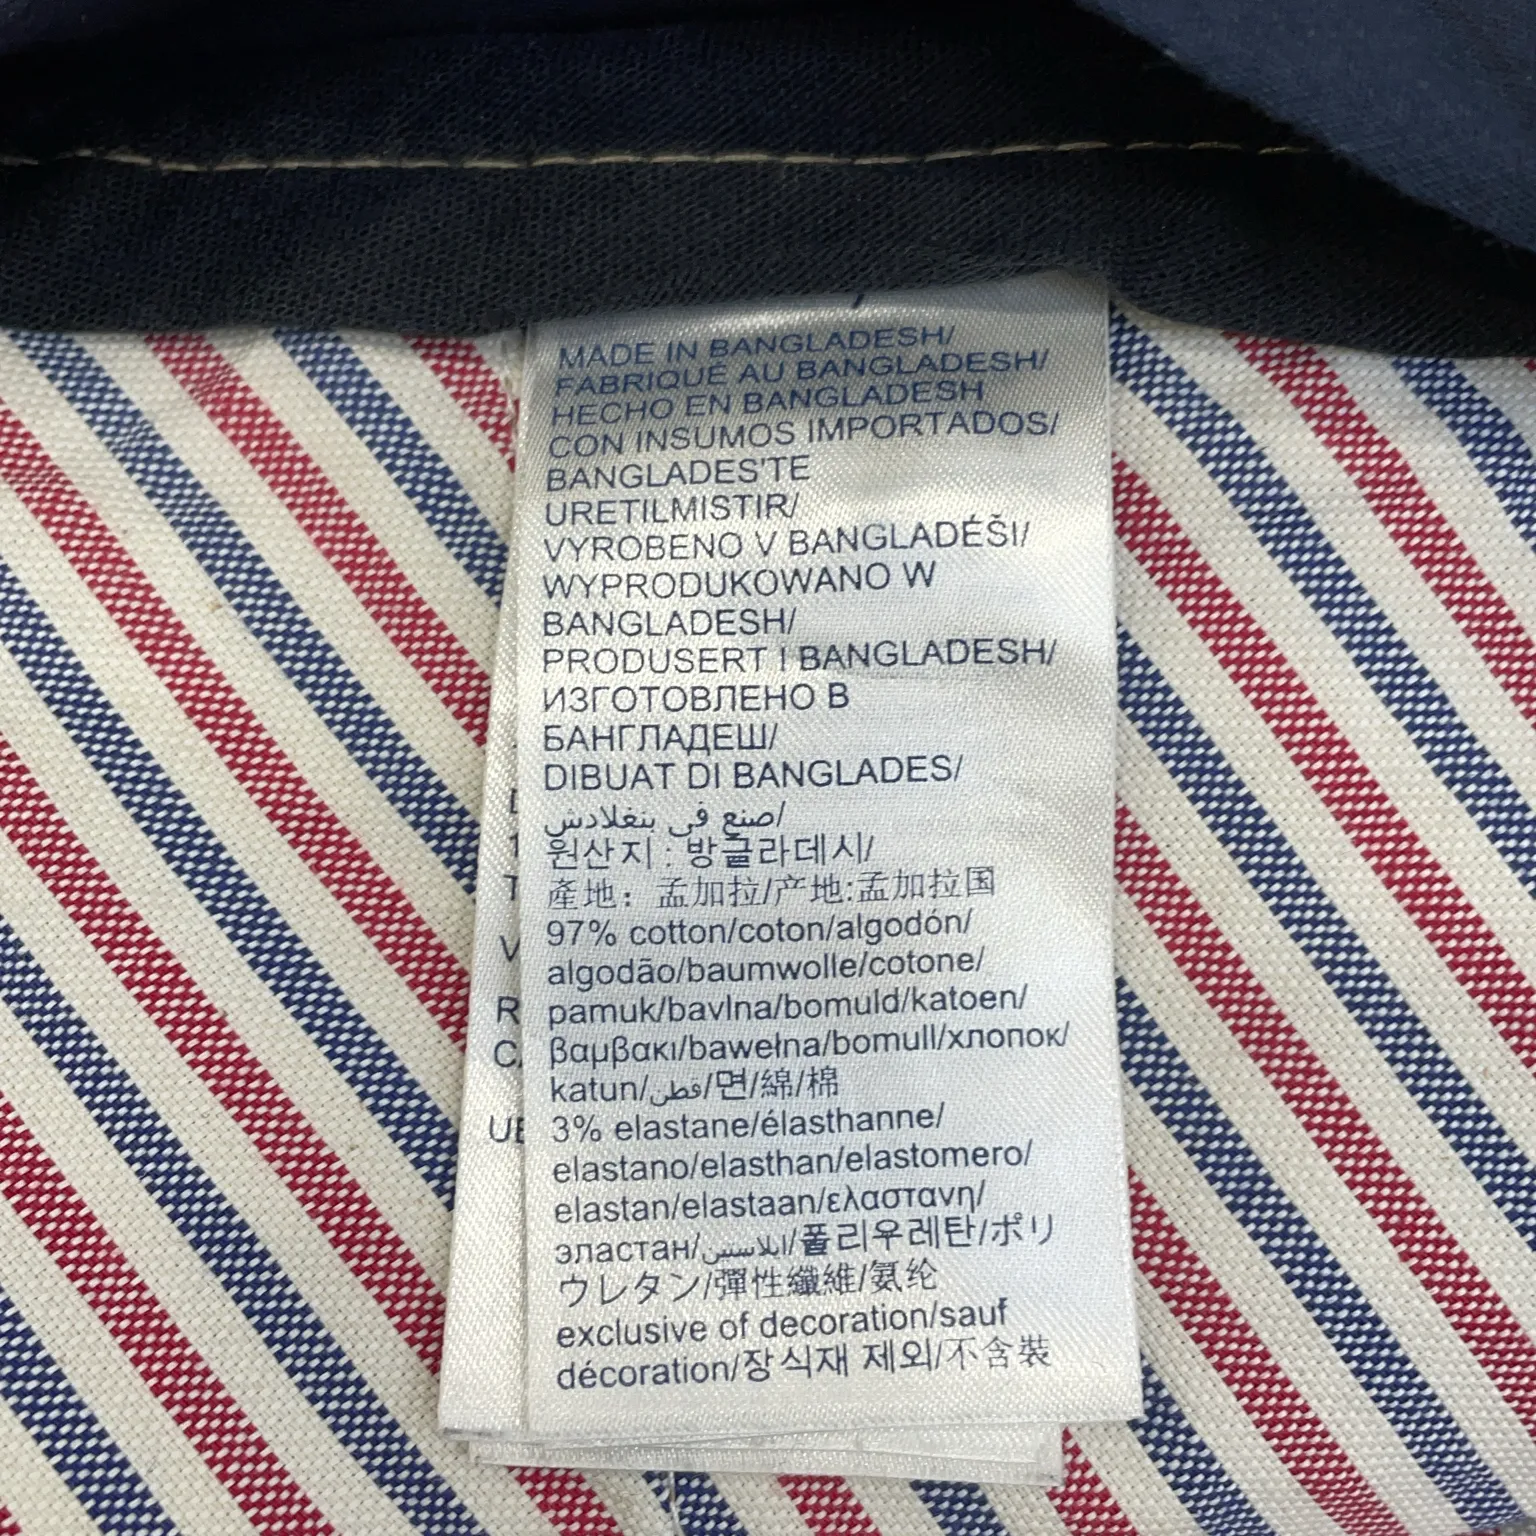 MADE IN BANGLADESH/
FABRIQUÉ AU BANGLADESH/
HECHO EN BANGLADESH
CON INSUMOS IMPORTADOS/
BANGLADES'TE
URETILMISTIR/
VYROBENO V BANGLADÉŠI/
WYPRODUKOWANO W
BANGLADESH/
PRODUSERT I BANGLADESH/
ИЗГОТОВЛЕНО В
БАНГЛАДЕШ/
DIBUAT DI BANGLADES/
صنع في بنغلادش/
원산지 : 방글라데시/
產地: 孟加拉/产地:孟加拉国
97% cotton/coton/algodón/
algodão/baumwolle/cotone/
pamuk/bavlna/bomuld/katoen/
βαμβακι/bawełna/bomull/хлопок/
katun/قطن/면/綿/棉
3% elastane/élasthanne/
elastano/elasthan/elastomero/
elastan/elastaan/ελαστανη/
эластан/ايلاستين/폴리우레탄/ポリ
ウレタン/彈性纖維/氨纶
exclusive of decoration/sauf
décoration/장식재 제외/不含裝